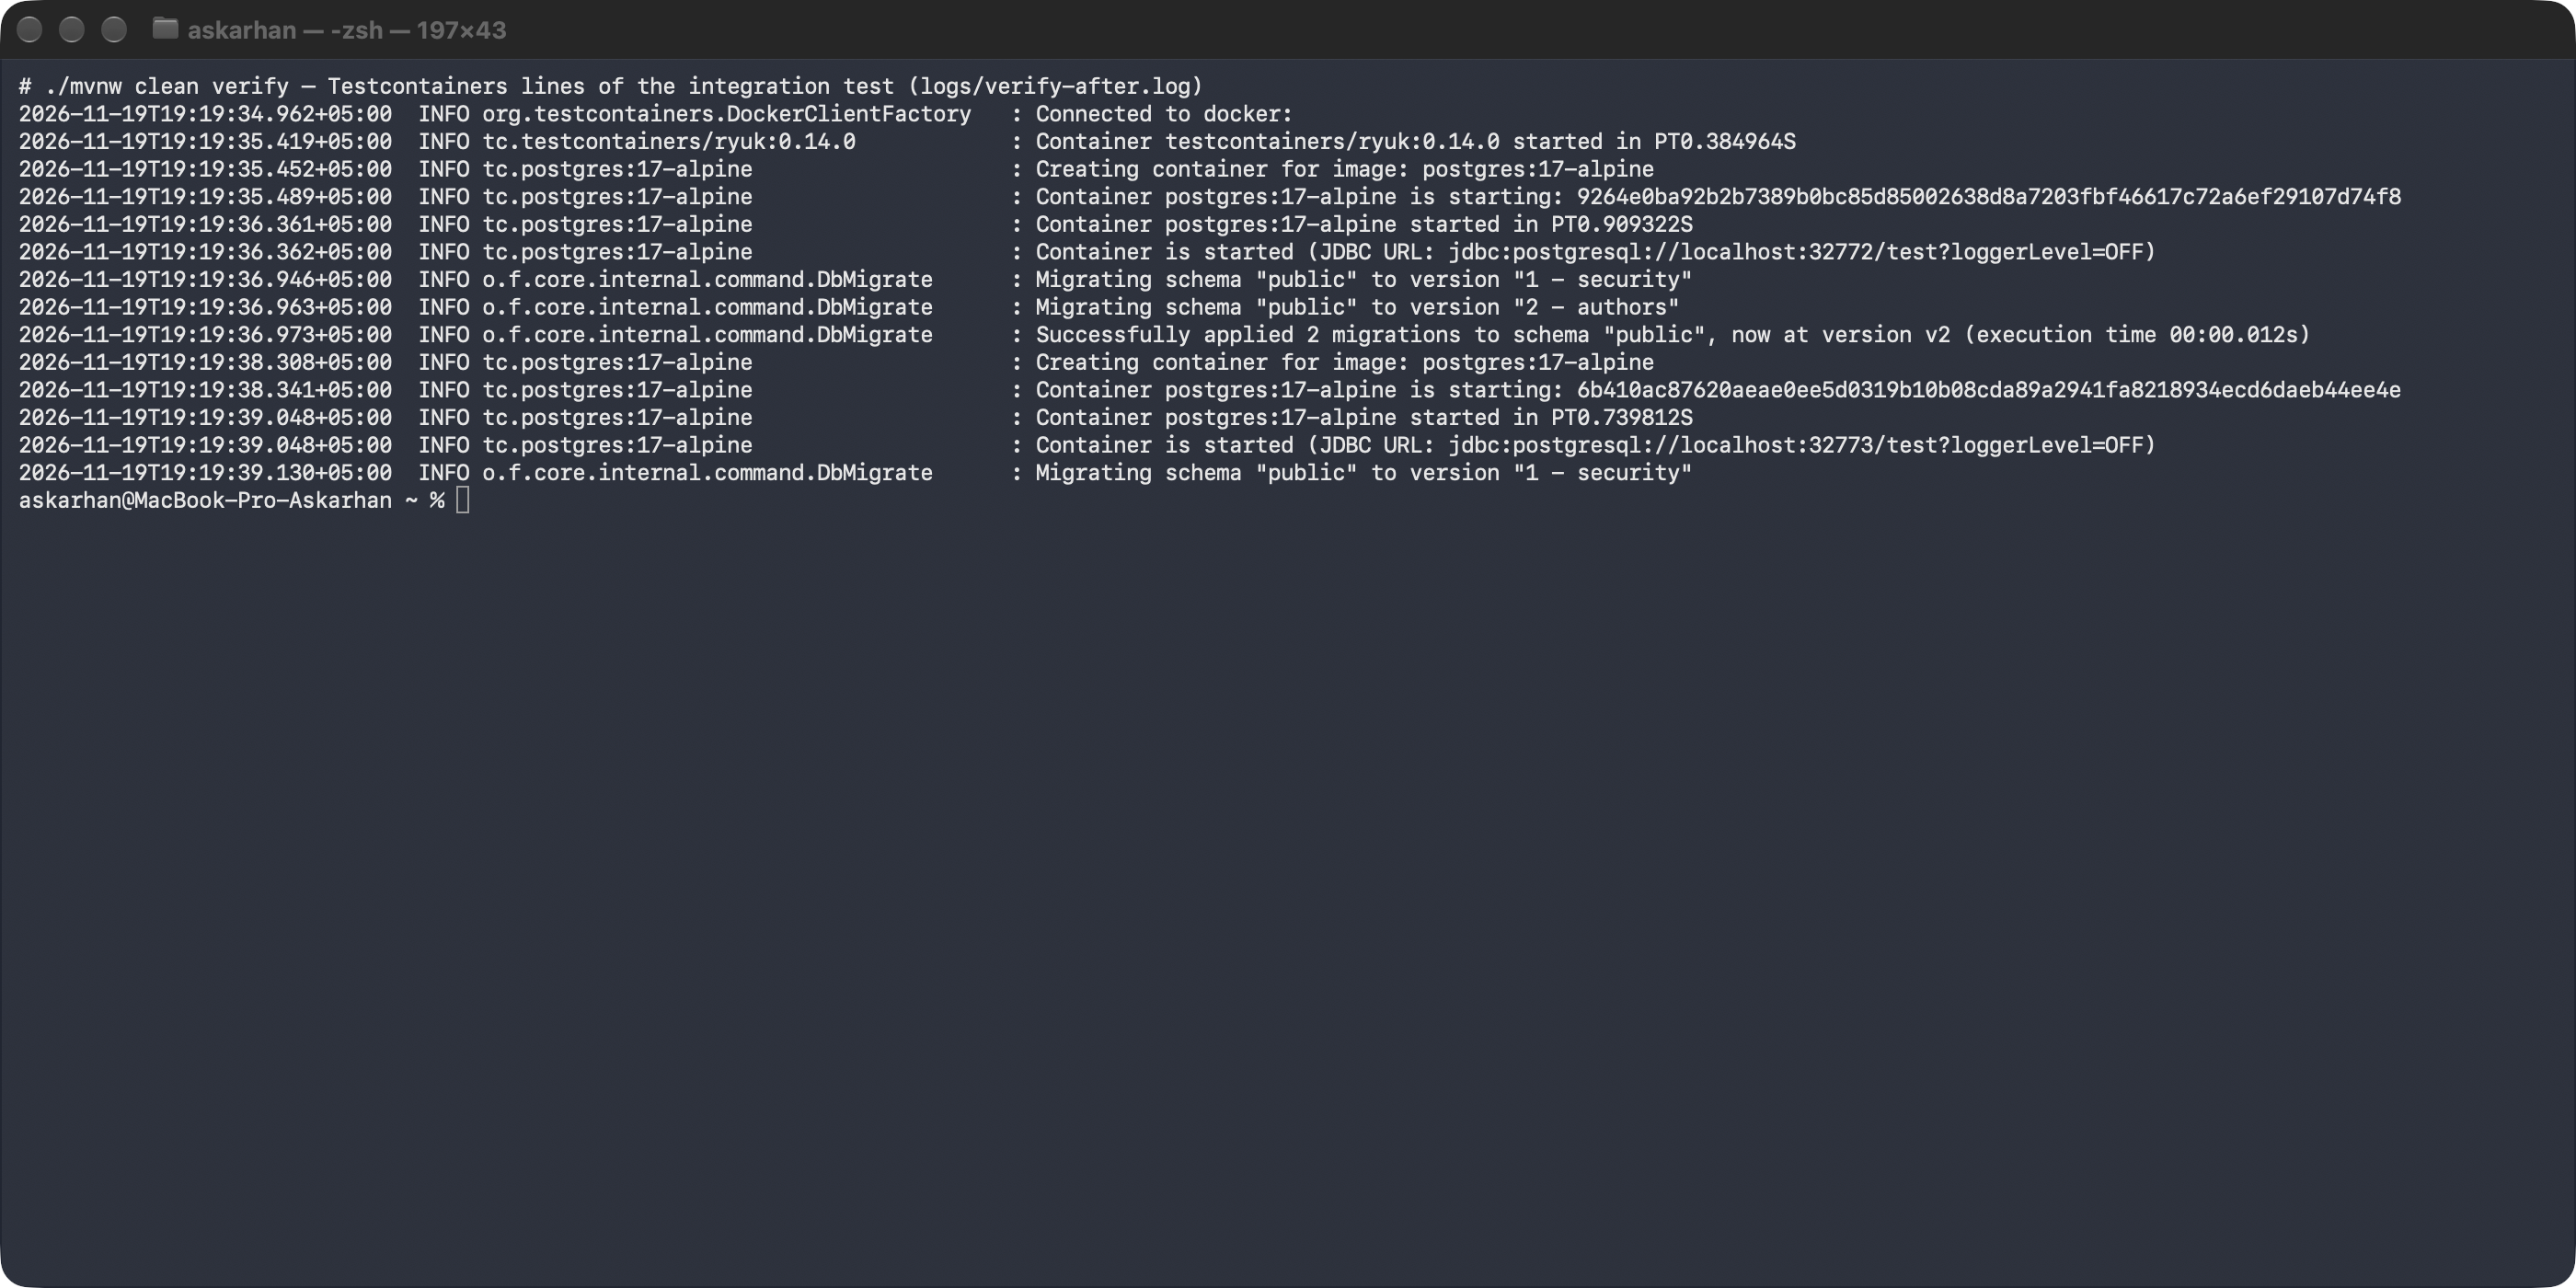 askarhan — -zsh — 197×43
# ./mvnw clean verify — Testcontainers lines of the integration test (logs/verify-after.log)
2026-11-19T19:19:34.962+05:00  INFO org.testcontainers.DockerClientFactory   : Connected to docker:
2026-11-19T19:19:35.419+05:00  INFO tc.testcontainers/ryuk:0.14.0            : Container testcontainers/ryuk:0.14.0 started in PT0.384964S
2026-11-19T19:19:35.452+05:00  INFO tc.postgres:17-alpine                    : Creating container for image: postgres:17-alpine
2026-11-19T19:19:35.489+05:00  INFO tc.postgres:17-alpine                    : Container postgres:17-alpine is starting: 9264e0ba92b2b7389b0bc85d85002638d8a7203fbf46617c72a6ef29107d74f8
2026-11-19T19:19:36.361+05:00  INFO tc.postgres:17-alpine                    : Container postgres:17-alpine started in PT0.909322S
2026-11-19T19:19:36.362+05:00  INFO tc.postgres:17-alpine                    : Container is started (JDBC URL: jdbc:postgresql://localhost:32772/test?loggerLevel=OFF)
2026-11-19T19:19:36.946+05:00  INFO o.f.core.internal.command.DbMigrate      : Migrating schema "public" to version "1 - security"
2026-11-19T19:19:36.963+05:00  INFO o.f.core.internal.command.DbMigrate      : Migrating schema "public" to version "2 - authors"
2026-11-19T19:19:36.973+05:00  INFO o.f.core.internal.command.DbMigrate      : Successfully applied 2 migrations to schema "public", now at version v2 (execution time 00:00.012s)
2026-11-19T19:19:38.308+05:00  INFO tc.postgres:17-alpine                    : Creating container for image: postgres:17-alpine
2026-11-19T19:19:38.341+05:00  INFO tc.postgres:17-alpine                    : Container postgres:17-alpine is starting: 6b410ac87620aeae0ee5d0319b10b08cda89a2941fa8218934ecd6daeb44ee4e
2026-11-19T19:19:39.048+05:00  INFO tc.postgres:17-alpine                    : Container postgres:17-alpine started in PT0.739812S
2026-11-19T19:19:39.048+05:00  INFO tc.postgres:17-alpine                    : Container is started (JDBC URL: jdbc:postgresql://localhost:32773/test?loggerLevel=OFF)
2026-11-19T19:19:39.130+05:00  INFO o.f.core.internal.command.DbMigrate      : Migrating schema "public" to version "1 - security"
askarhan@MacBook-Pro-Askarhan ~ %